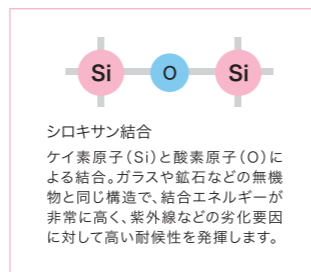 Si O Si
シロキサン結合
ケイ素原子(Si)と酸素原子(O)に
よる結合。ガラスや鉱石などの無機
物と同じ構造で、結合エネルギーが
非常に高く、紫外線などの劣化要因
に対して高い耐候性を発揮します。